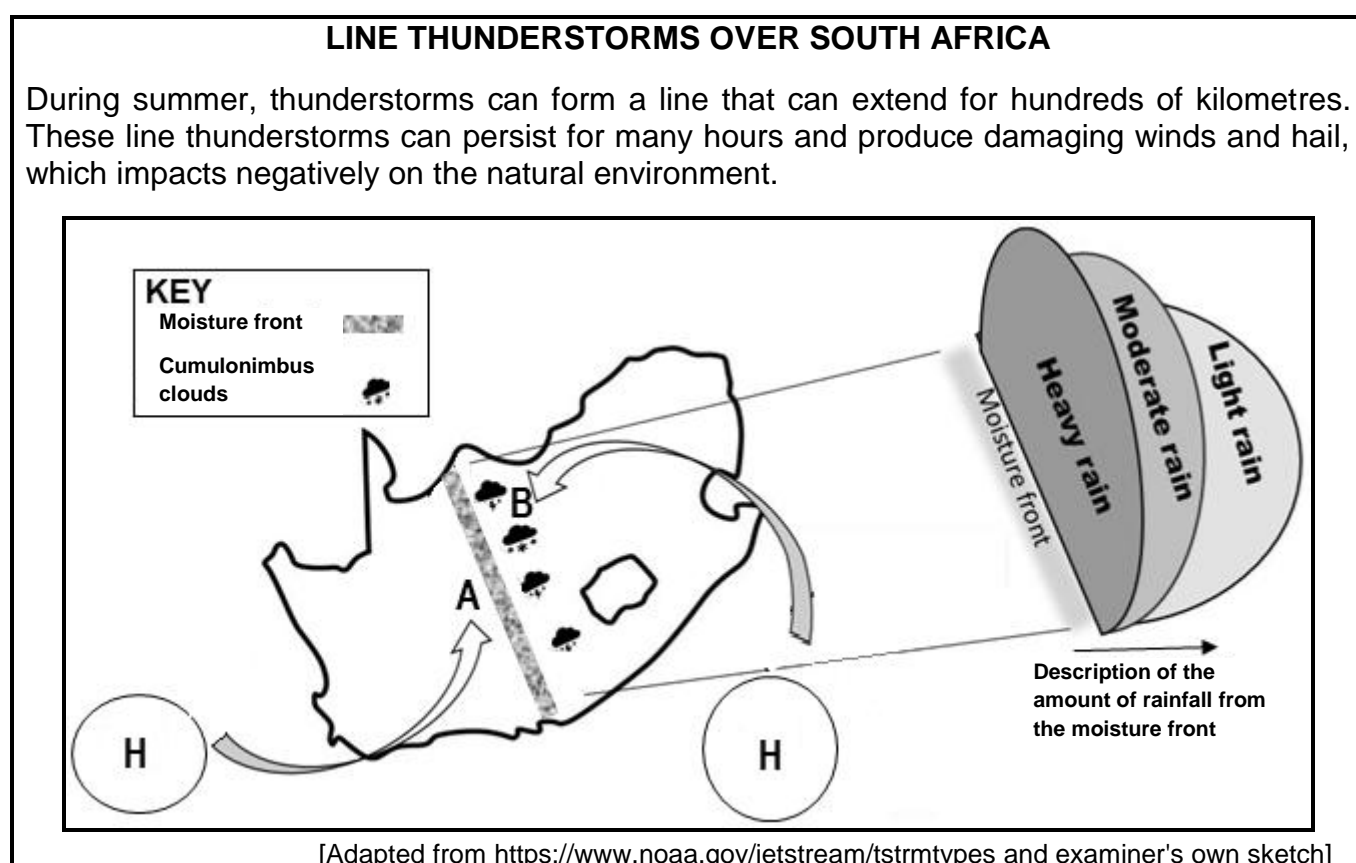 LINE THUNDERSTORMS OVER SOUTH AFRICA
During summer, thunderstorms can form a line that can extend for hundreds of kilometres.
These line thunderstorms can persist for many hours and produce damaging winds and hail,
which impacts negatively on the natural environment.
KEY
Moisture front
Cumulonimbus
clouds
B
A
H
H
Moisture front
Heavy rain
Moderate rain
Light rain
Description of the
amount of rainfall from
the moisture front
[Adapted from https://www.noaa.gov/jetstream/tstrmtypes and examiner's own sketch]